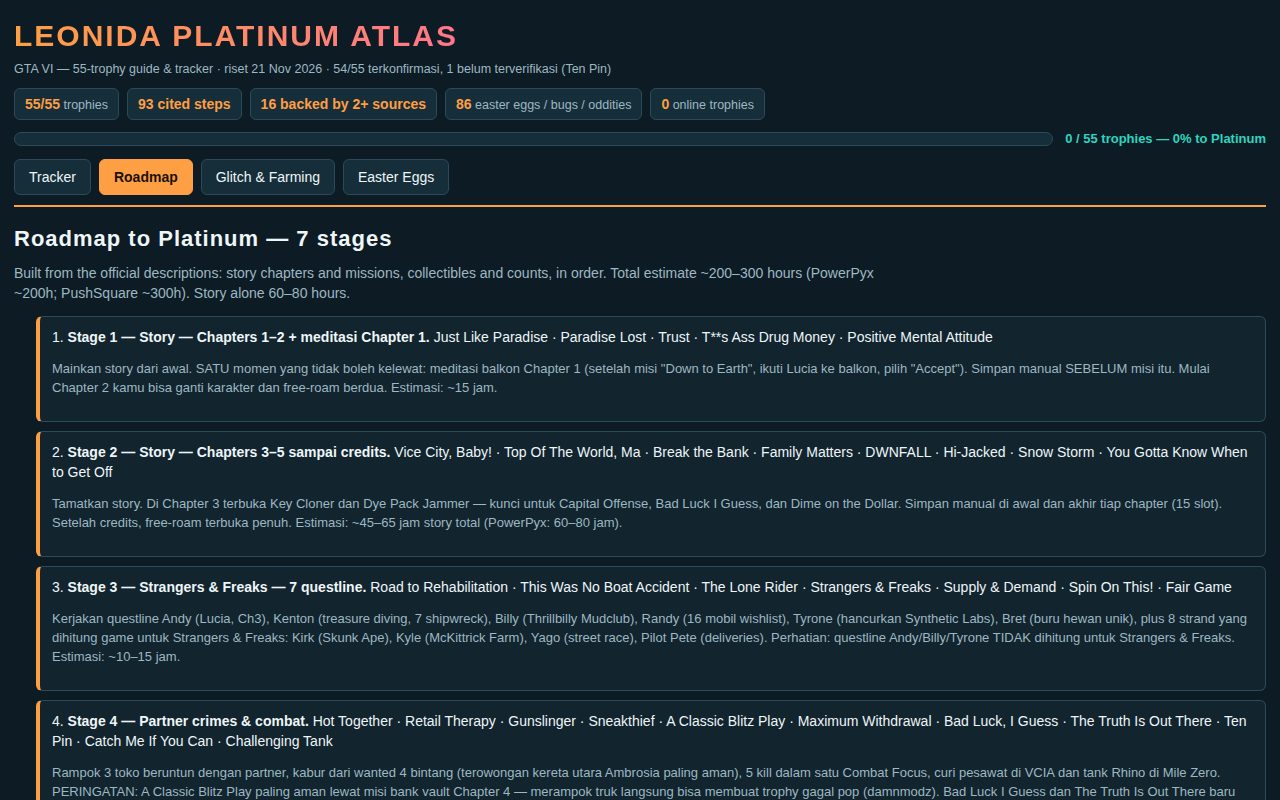 LEONIDA PLATINUM ATLAS
GTA VI — 55-trophy guide & tracker · riset 21 Nov 2026 · 54/55 terkonfirmasi, 1 belum terverifikasi (Ten Pin)
55/55 trophies
93 cited steps
16 backed by 2+ sources
86 easter eggs / bugs / oddities
0 online trophies
0 / 55 trophies — 0% to Platinum
Tracker
Roadmap
Glitch & Farming
Easter Eggs
Roadmap to Platinum — 7 stages
Built from the official descriptions: story chapters and missions, collectibles and counts, in order. Total estimate ~200–300 hours (PowerPyx
~200h; PushSquare ~300h). Story alone 60–80 hours.
1. Stage 1 — Story — Chapters 1–2 + meditasi Chapter 1. Just Like Paradise · Paradise Lost · Trust · T**s Ass Drug Money · Positive Mental Attitude
Mainkan story dari awal. SATU momen yang tidak boleh kelewat: meditasi balkon Chapter 1 (setelah misi "Down to Earth", ikuti Lucia ke balkon, pilih "Accept"). Simpan manual SEBELUM misi itu. Mulai
Chapter 2 kamu bisa ganti karakter dan free-roam berdua. Estimasi: ~15 jam.
2. Stage 2 — Story — Chapters 3–5 sampai credits. Vice City, Baby! · Top Of The World, Ma · Break the Bank · Family Matters · DWNFALL · Hi-Jacked · Snow Storm · You Gotta Know When
to Get Off
Tamatkan story. Di Chapter 3 terbuka Key Cloner dan Dye Pack Jammer — kunci untuk Capital Offense, Bad Luck I Guess, dan Dime on the Dollar. Simpan manual di awal dan akhir tiap chapter (15 slot).
Setelah credits, free-roam terbuka penuh. Estimasi: ~45–65 jam story total (PowerPyx: 60–80 jam).
3. Stage 3 — Strangers & Freaks — 7 questline. Road to Rehabilitation · This Was No Boat Accident · The Lone Rider · Strangers & Freaks · Supply & Demand · Spin On This! · Fair Game
Kerjakan questline Andy (Lucia, Ch3), Kenton (treasure diving, 7 shipwreck), Billy (Thrillbilly Mudclub), Randy (16 mobil wishlist), Tyrone (hancurkan Synthetic Labs), Bret (buru hewan unik), plus 8 strand yang
dihitung game untuk Strangers & Freaks: Kirk (Skunk Ape), Kyle (McKittrick Farm), Yago (street race), Pilot Pete (deliveries). Perhatian: questline Andy/Billy/Tyrone TIDAK dihitung untuk Strangers & Freaks.
Estimasi: ~10–15 jam.
4. Stage 4 — Partner crimes & combat. Hot Together · Retail Therapy · Gunslinger · Sneakthief · A Classic Blitz Play · Maximum Withdrawal · Bad Luck, I Guess · The Truth Is Out There · Ten
Pin · Catch Me If You Can · Challenging Tank
Rampok 3 toko beruntun dengan partner, kabur dari wanted 4 bintang (terowongan kereta utara Ambrosia paling aman), 5 kill dalam satu Combat Focus, curi pesawat di VCIA dan tank Rhino di Mile Zero.
PERINGATAN: A Classic Blitz Play paling aman lewat misi bank vault Chapter 4 — merampok truk langsung bisa membuat trophy gagal pop (damnmodz). Bad Luck I Guess dan The Truth Is Out There baru